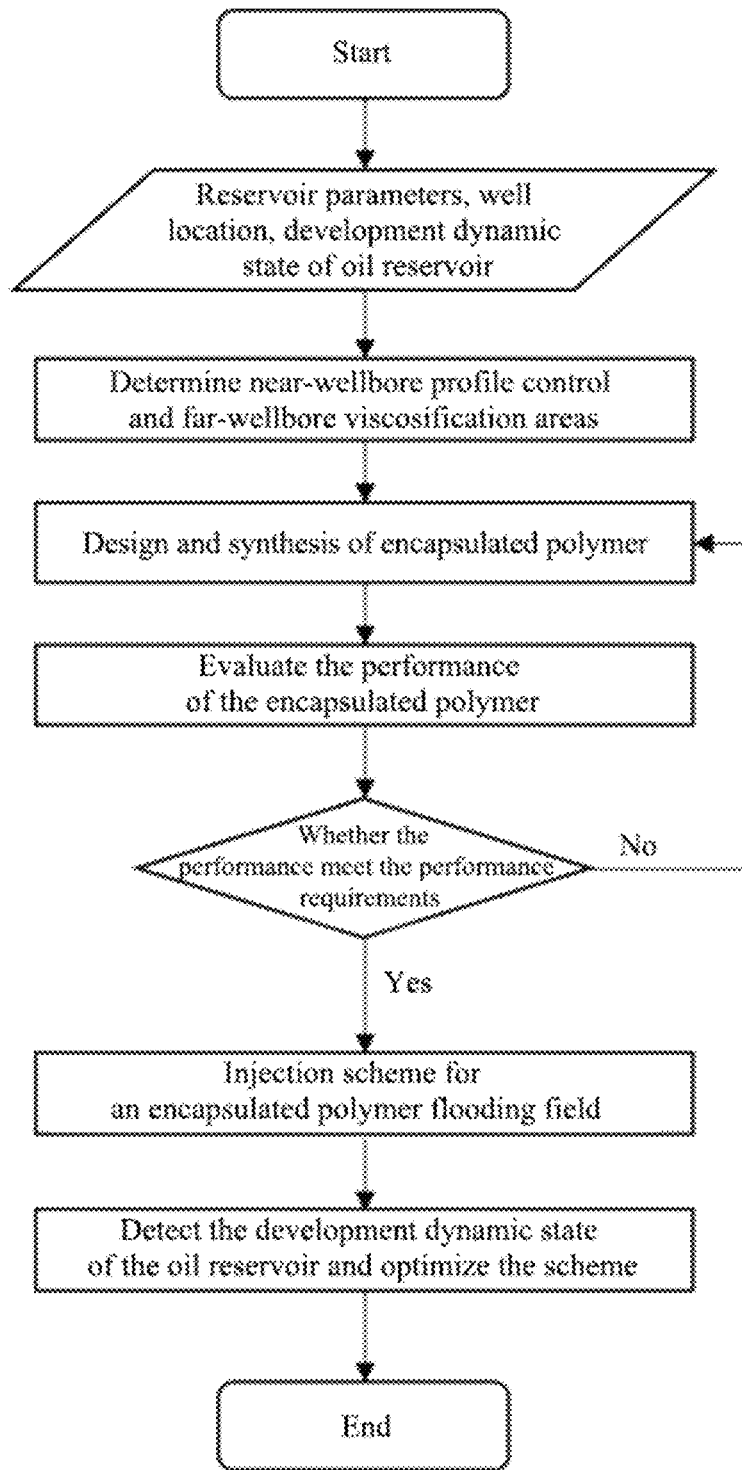 Start
Reservoir parameters, well
location, development dynamic
state of oil reservoir
Determine near-wellbore profile control
and far-wellbore viscosification areas
Design and synthesis of encapsulated polymer
Evaluate the performance
of the encapsulated polymer
Whether the
performance meet the performance
requirements
No
Yes
Injection scheme for
an encapsulated polymer flooding field
Detect the development dynamic state
of the oil reservoir and optimize the scheme
End